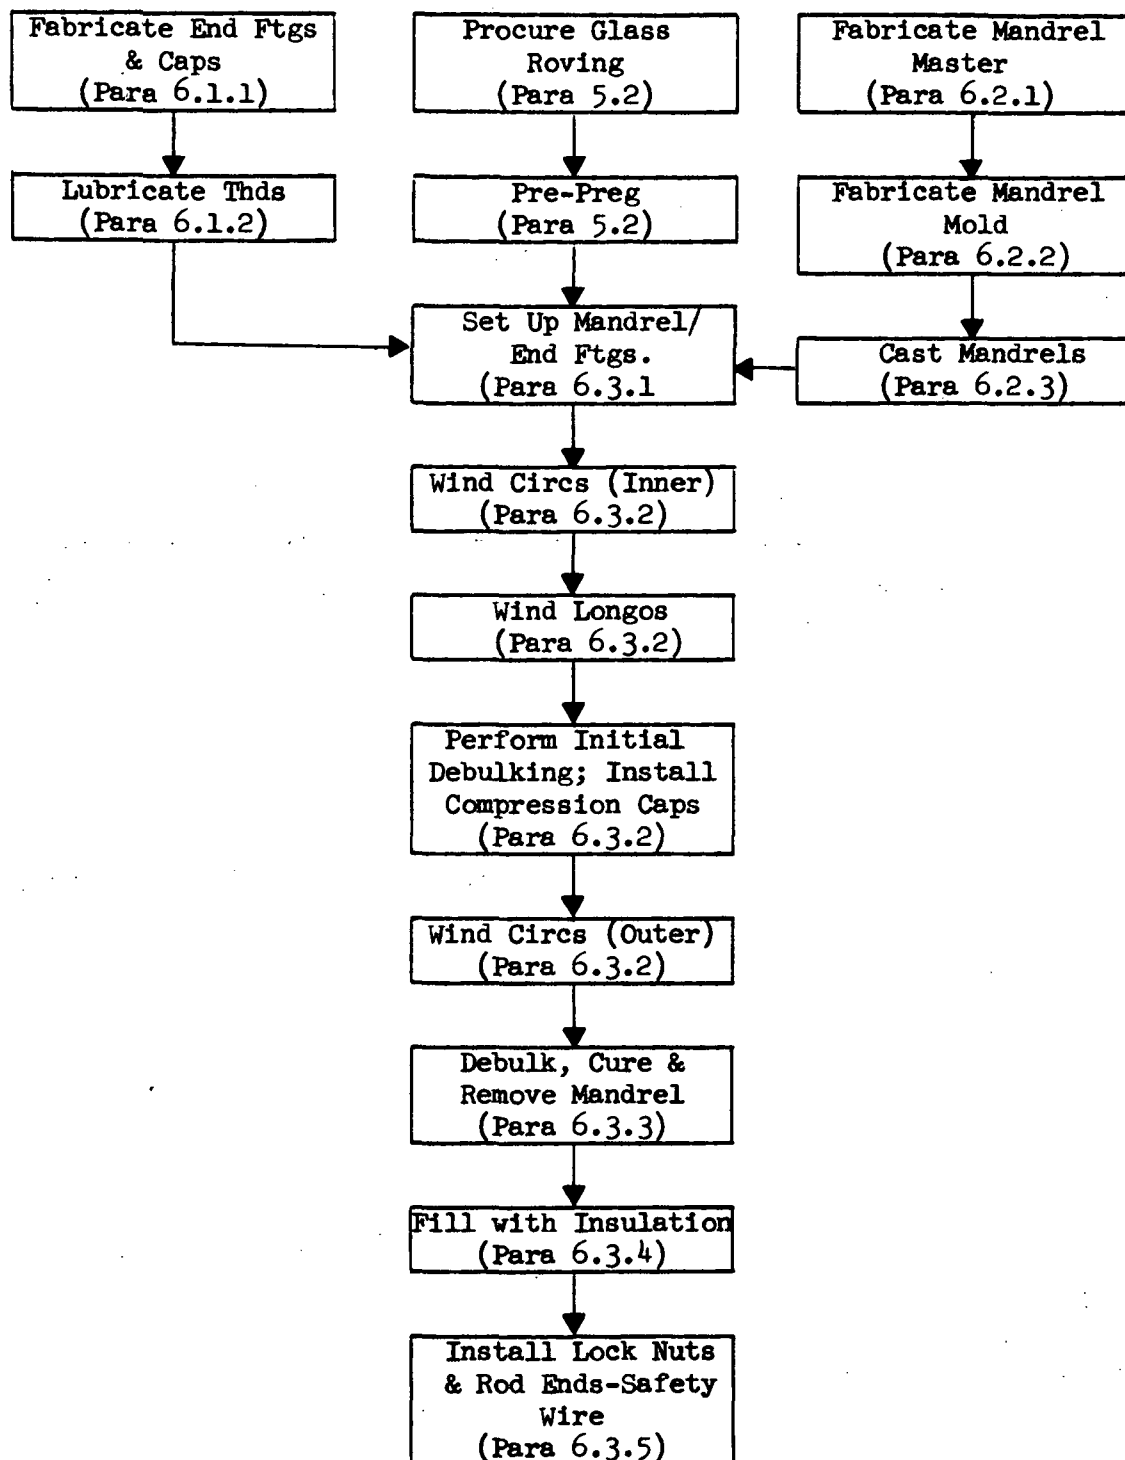 Fabricate End Ftgs
& Caps
(Para 6.1.1)
Procure Glass
Roving
(Para 5.2)
Fabricate Mandrel
Master
(Para 6.2.1)
Lubricate Thds
(Para 6.1.2)
Pre-Preg
(Para 5.2)
Fabricate Mandrel
Mold
(Para 6.2.2)
Set Up Mandrel/
End Ftgs.
(Para 6.3.1
Cast Mandrels
(Para 6.2.3)
Wind Circs (Inner)
(Para 6.3.2)
Wind Longos
(Para 6.3.2)
Perform Initial
Debulking; Install
Compression Caps
(Para 6.3.2)
Wind Circs (Outer)
(Para 6.3.2)
Debulk, Cure &
Remove Mandrel
(Para 6.3.3)
Fill with Insulation
(Para 6.3.4)
Install Lock Nuts
& Rod Ends-Safety
Wire
(Para 6.3.5)